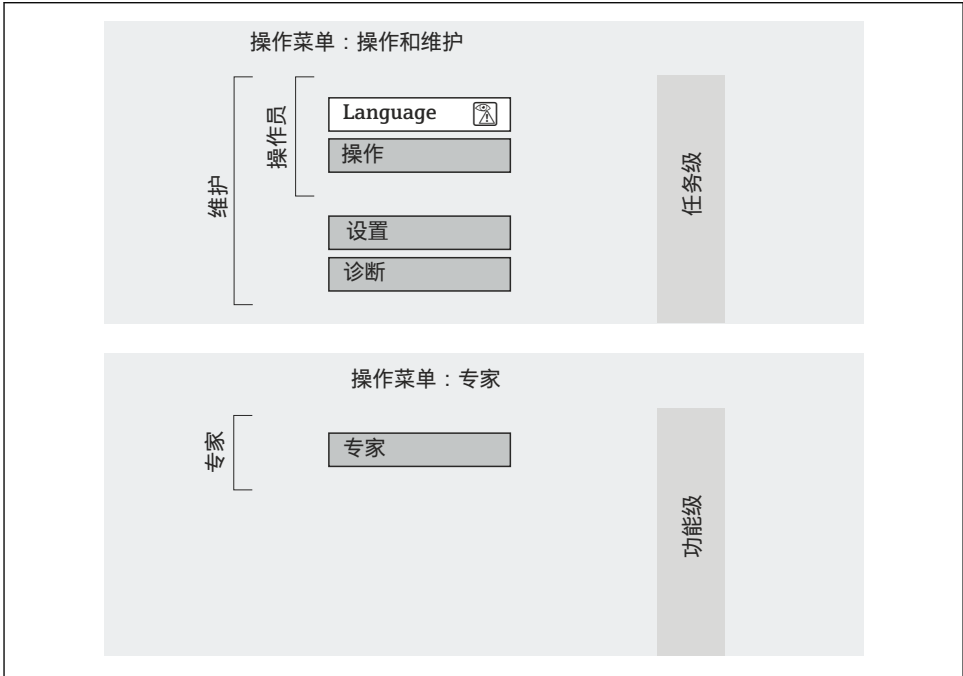 操作菜单：操作和维护
维护
操作员
Language
操作
设置
诊断
任务级
操作菜单：专家
专家
专家
功能级